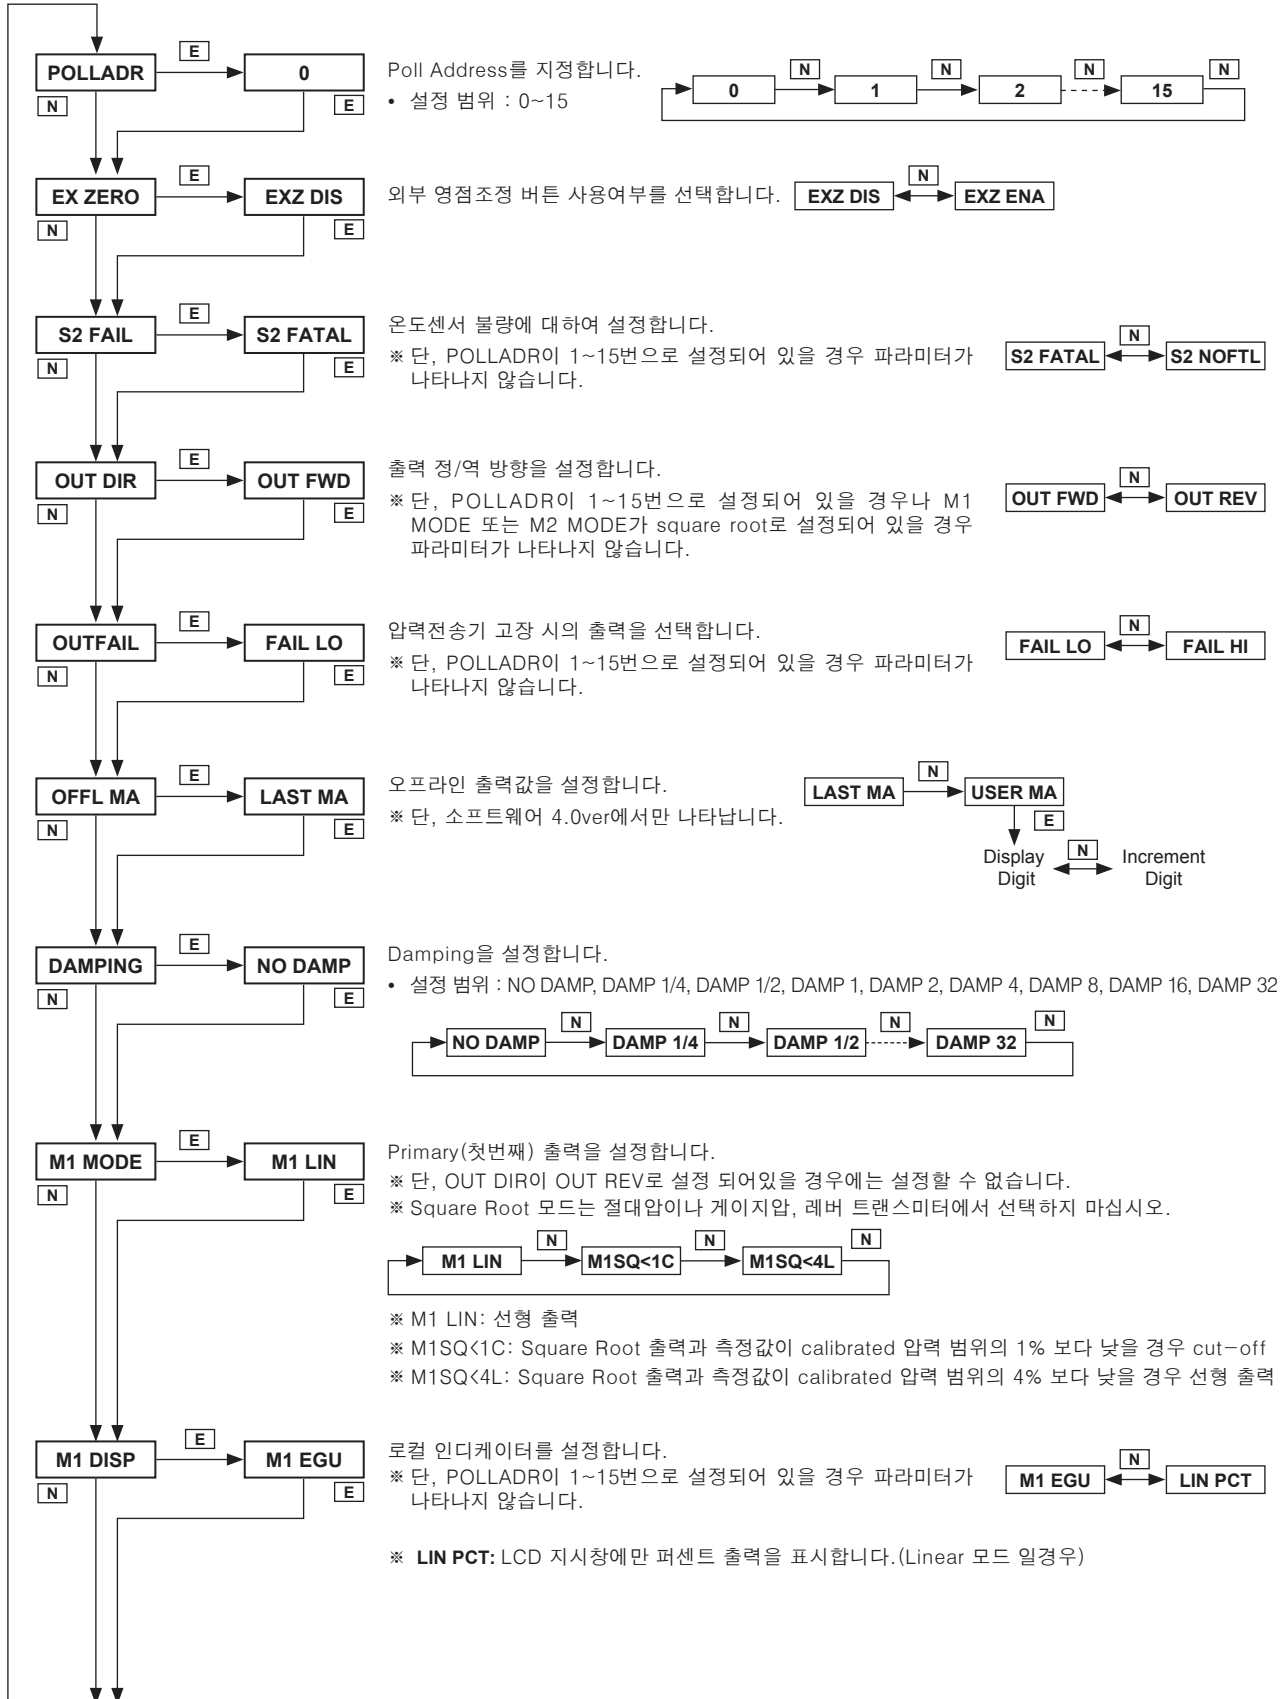 E
POLLADR
0
N
E
Poll Address를 지정합니다.
• 설정 범위 : 0~15
N
N
N
N
0
1
2
15
E
EX ZERO
EXZ DIS
N
E
외부 영점조정 버튼 사용여부를 선택합니다.
N
EXZ DIS
EXZ ENA
E
S2 FAIL
S2 FATAL
N
E
온도센서 불량에 대하여 설정합니다.
※ 단, POLLADR이 1~15번으로 설정되어 있을 경우 파라미터가
나타나지 않습니다.
N
S2 FATAL
S2 NOFTL
E
OUT DIR
OUT FWD
N
E
출력 정/역 방향을 설정합니다.
※ 단, POLLADR이 1~15번으로 설정되어 있을 경우나 M1
MODE 또는 M2 MODE가 square root로 설정되어 있을 경우
파라미터가 나타나지 않습니다.
N
OUT FWD
OUT REV
E
OUTFAIL
FAIL LO
N
E
압력전송기 고장 시의 출력을 선택합니다.
※ 단, POLLADR이 1~15번으로 설정되어 있을 경우 파라미터가
나타나지 않습니다.
N
FAIL LO
FAIL HI
E
OFFL MA
LAST MA
N
E
오프라인 출력값을 설정합니다.
※ 단, 소프트웨어 4.0ver에서만 나타납니다.
N
LAST MA
USER MA
E
Display
Digit
N
Increment
Digit
E
DAMPING
NO DAMP
N
E
Damping을 설정합니다.
• 설정 범위 : NO DAMP, DAMP 1/4, DAMP 1/2, DAMP 1, DAMP 2, DAMP 4, DAMP 8, DAMP 16, DAMP 32
N
N
N
N
NO DAMP
DAMP 1/4
DAMP 1/2
DAMP 32
E
M1 MODE
M1 LIN
N
E
Primary(첫번째) 출력을 설정합니다.
※ 단, OUT DIR이 OUT REV로 설정 되어있을 경우에는 설정할 수 없습니다.
※ Square Root 모드는 절대압이나 게이지압, 레버 트랜스미터에서 선택하지 마십시오.
N
N
N
M1 LIN
M1SQ<1C
M1SQ<4L
※ M1 LIN: 선형 출력
※ M1SQ<1C: Square Root 출력과 측정값이 calibrated 압력 범위의 1% 보다 낮을 경우 cut-off
※ M1SQ<4L: Square Root 출력과 측정값이 calibrated 압력 범위의 4% 보다 낮을 경우 선형 출력
E
M1 DISP
M1 EGU
N
E
로컬 인디케이터를 설정합니다.
※ 단, POLLADR이 1~15번으로 설정되어 있을 경우 파라미터가
나타나지 않습니다.
N
M1 EGU
LIN PCT
※ LIN PCT: LCD 지시창에만 퍼센트 출력을 표시합니다.(Linear 모드 일경우)